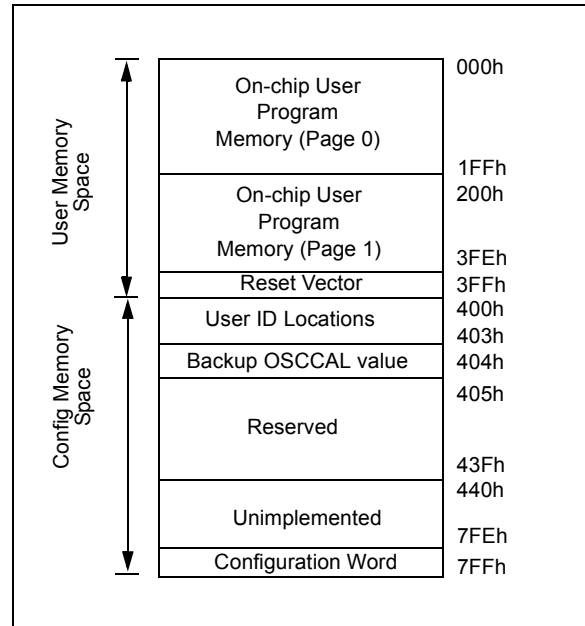 000h
On-chip User
Program
Memory (Page 0)
1FFh
200h
On-chip User
Program
Memory (Page 1)
3FEh
Reset Vector
3FFh
User Memory
Space
400h
User ID Locations
403h
Backup OSCCAL value
404h
405h
Reserved
43Fh
440h
Unimplemented
7FEh
Configuration Word
7FFh
Config Memory
Space